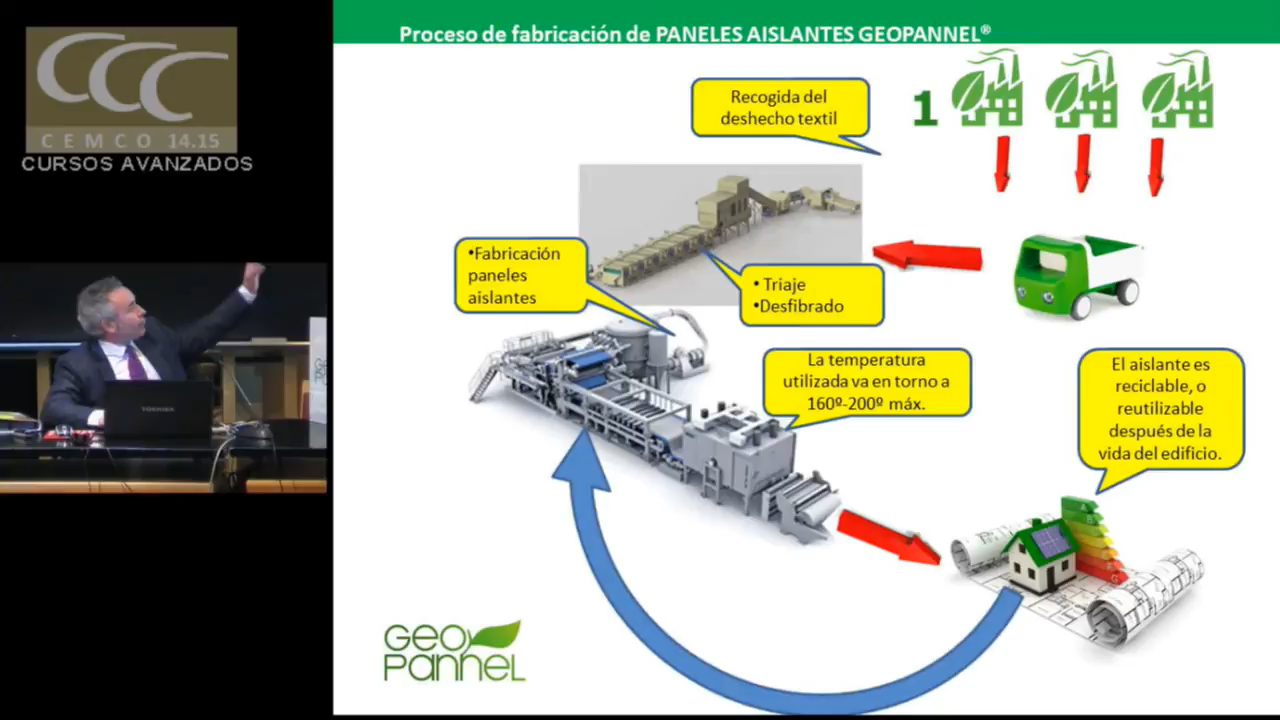 CCC
CEMCO 14.15
CURSOS AVANZADOS
Proceso de fabricación de PANELES AISLANTES GEOPANNEL®
Recogida del
deshecho textil
1
•Fabricación
paneles
aislantes
• Triaje
•Desfibrado
La temperatura
utilizada va en torno a
160º-200º máx.
El aislante es
reciclable, o
reutilizable
después de la
vida del edificio.
TOSHIBA
GEO
PANNEL